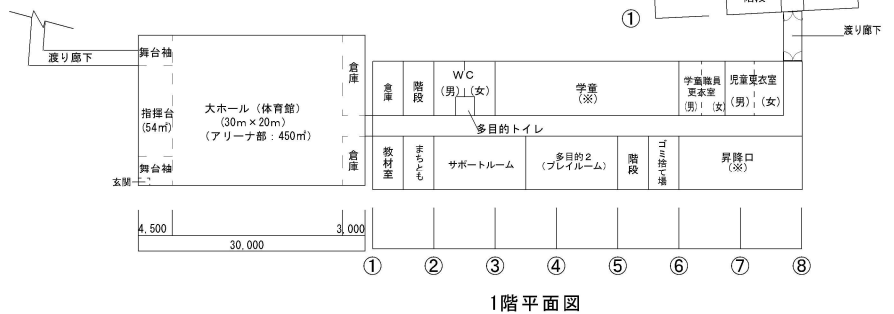 ①
階段
渡り廊下
渡り廊下
舞台袖
指揮台
(54㎡)
舞台袖
玄関
大ホール(体育館)
(30m×20m)
(アリーナ部:450㎡)
倉庫
倉庫
倉庫
階段
WC
(男)(女)
多目的トイレ
学童
(※)
学童職員
更衣室
(男) (女)
児童更衣室
(男) (女)
教材室
まちとも
サポートルーム
多目的2
(プレイルーム)
階段
ゴミ捨て場
昇降口
(※)
4,500
3,000
30,000
① ② ③ ④ ⑤ ⑥ ⑦ ⑧
1階平面図